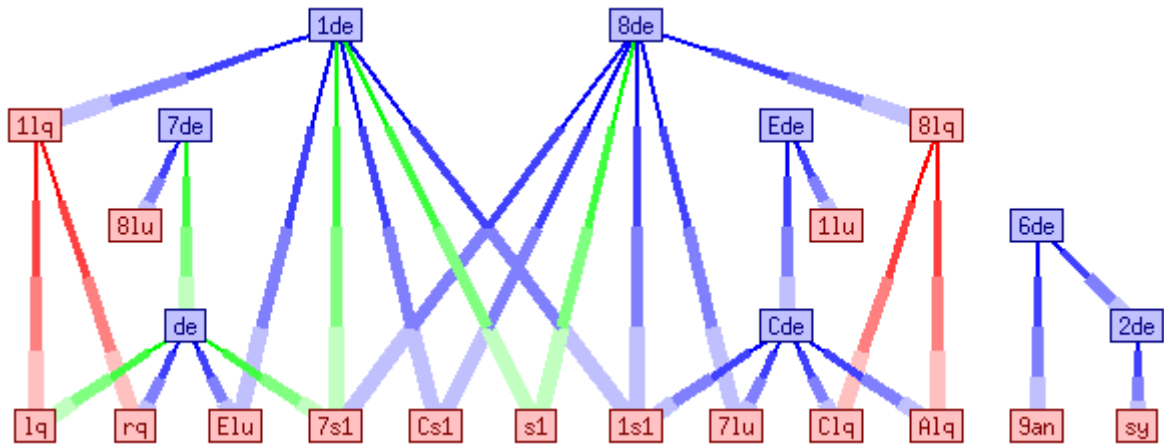 1de 8de
1lq 7de Ede 8lq
8lu 1lu 6de
de Cde 2de
lq rq Elu 7s1 Cs1 s1 1s1 7lu Clq Alq 9an sy